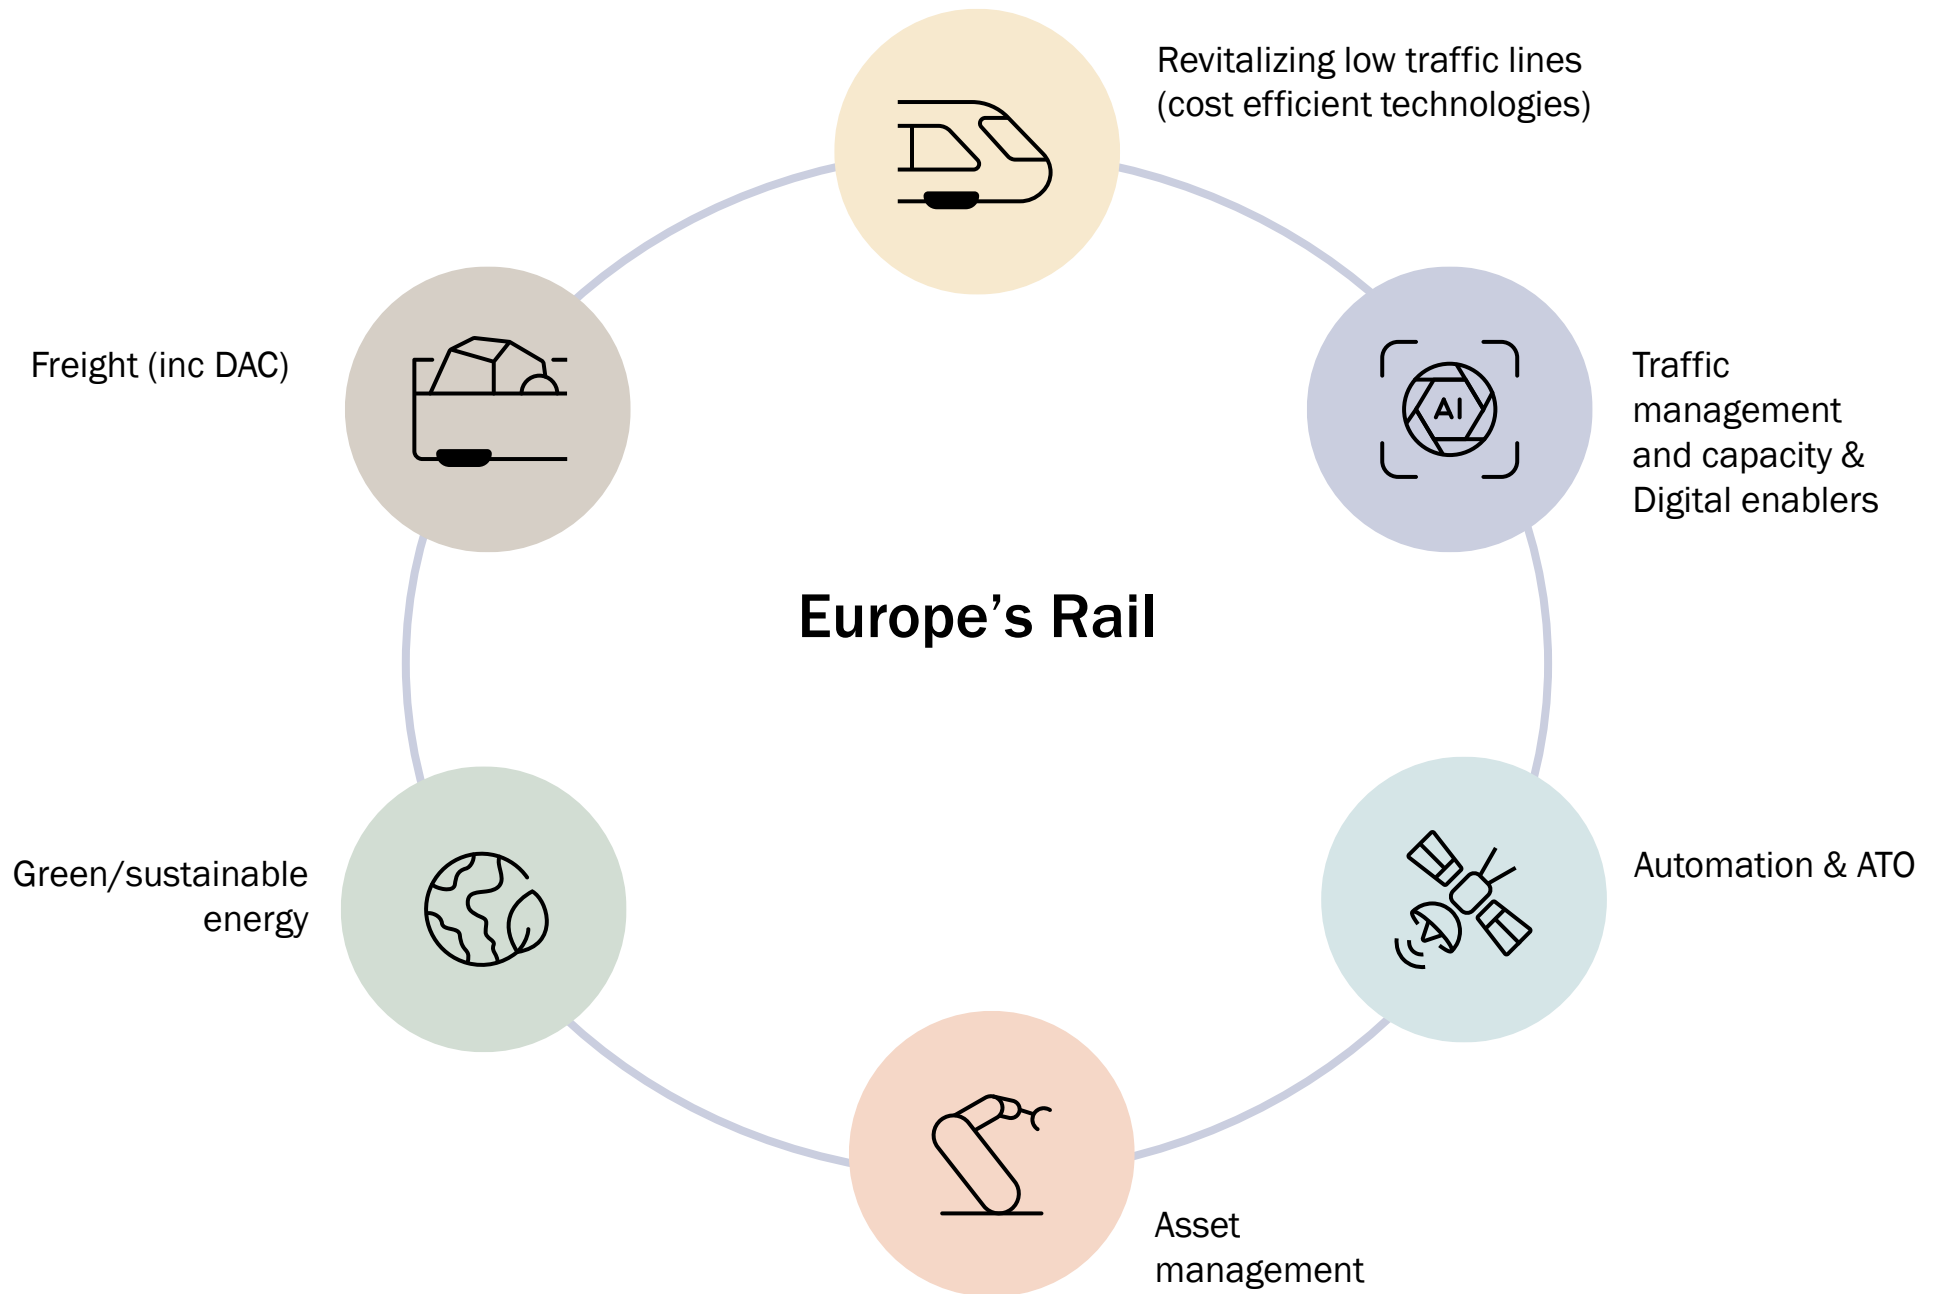 Revitalizing low traffic lines
(cost efficient technologies)
Freight (inc DAC)
AI
Traffic
management
and capacity &
Digital enablers
Europe’s Rail
Green/sustainable
energy
Automation & ATO
Asset
management